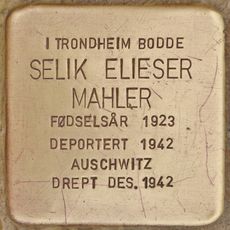 I TRONDHEIM BODDE
SELIK ELIESER
MAHLER
FØDSELSÅR 1923
DEPORTERT 1942
AUSCHWITZ
DREPT DES. 1942